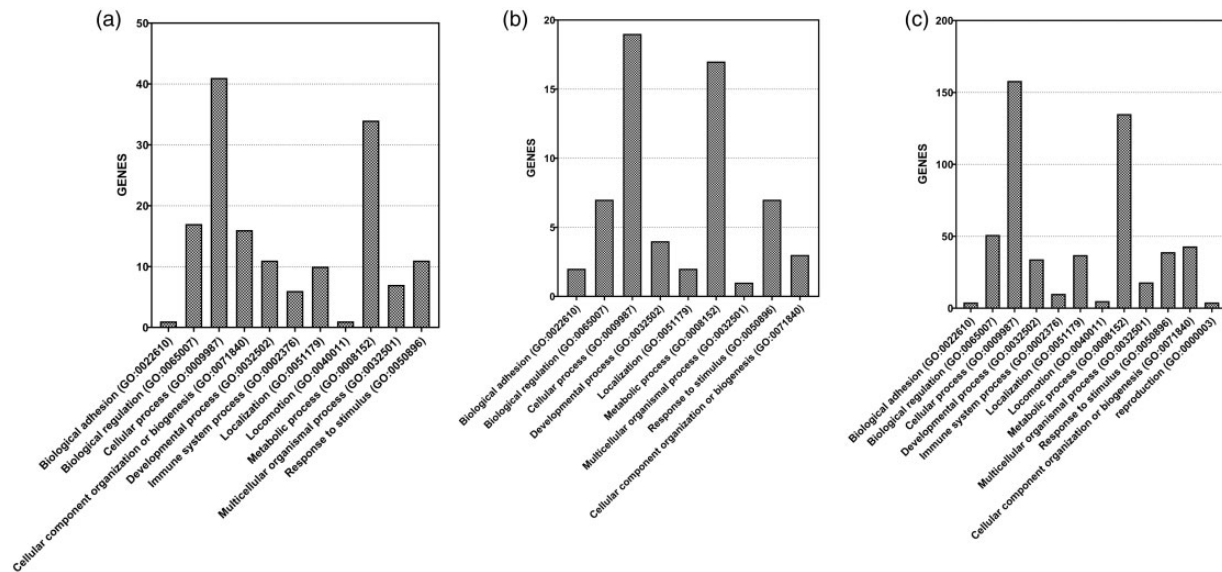 (a)
50
40
30
20
10
0
GENES
Biological adhesion (GO:0022610)
Biological regulation (GO:0065007)
Cellular process (GO:0009987)
Cellular component organization or biogenesis (GO:0071840)
Developmental process (GO:0032502)
Immune system process (GO:0002376)
Localization (GO:0051179)
Locomotion (GO:0040011)
Metabolic process (GO:0008152)
Multicellular organismal process (GO:0032501)
Response to stimulus (GO:0050896)
(b)
20
15
10
5
0
GENES
Biological adhesion (GO:0022610)
Biological regulation (GO:0065007)
Cellular process (GO:0009987)
Developmental process (GO:0032502)
Localization (GO:0051179)
Metabolic process (GO:0008152)
Multicellular organismal process (GO:0032501)
Response to stimulus (GO:0050896)
Cellular component organization or biogenesis (GO:0071840)
(c)
200
150
100
50
0
GENES
Biological adhesion (GO:0022610)
Biological regulation (GO:0065007)
Cellular process (GO:0009987)
Developmental process (GO:0032502)
Immune system process (GO:0002376)
Localization (GO:0051179)
Locomotion (GO:0040011)
Metabolic process (GO:0008152)
Multicellular organismal process (GO:0032501)
Response to stimulus (GO:0050896)
Cellular component organization or biogenesis (GO:0071840)
reproduction (GO:0000003)